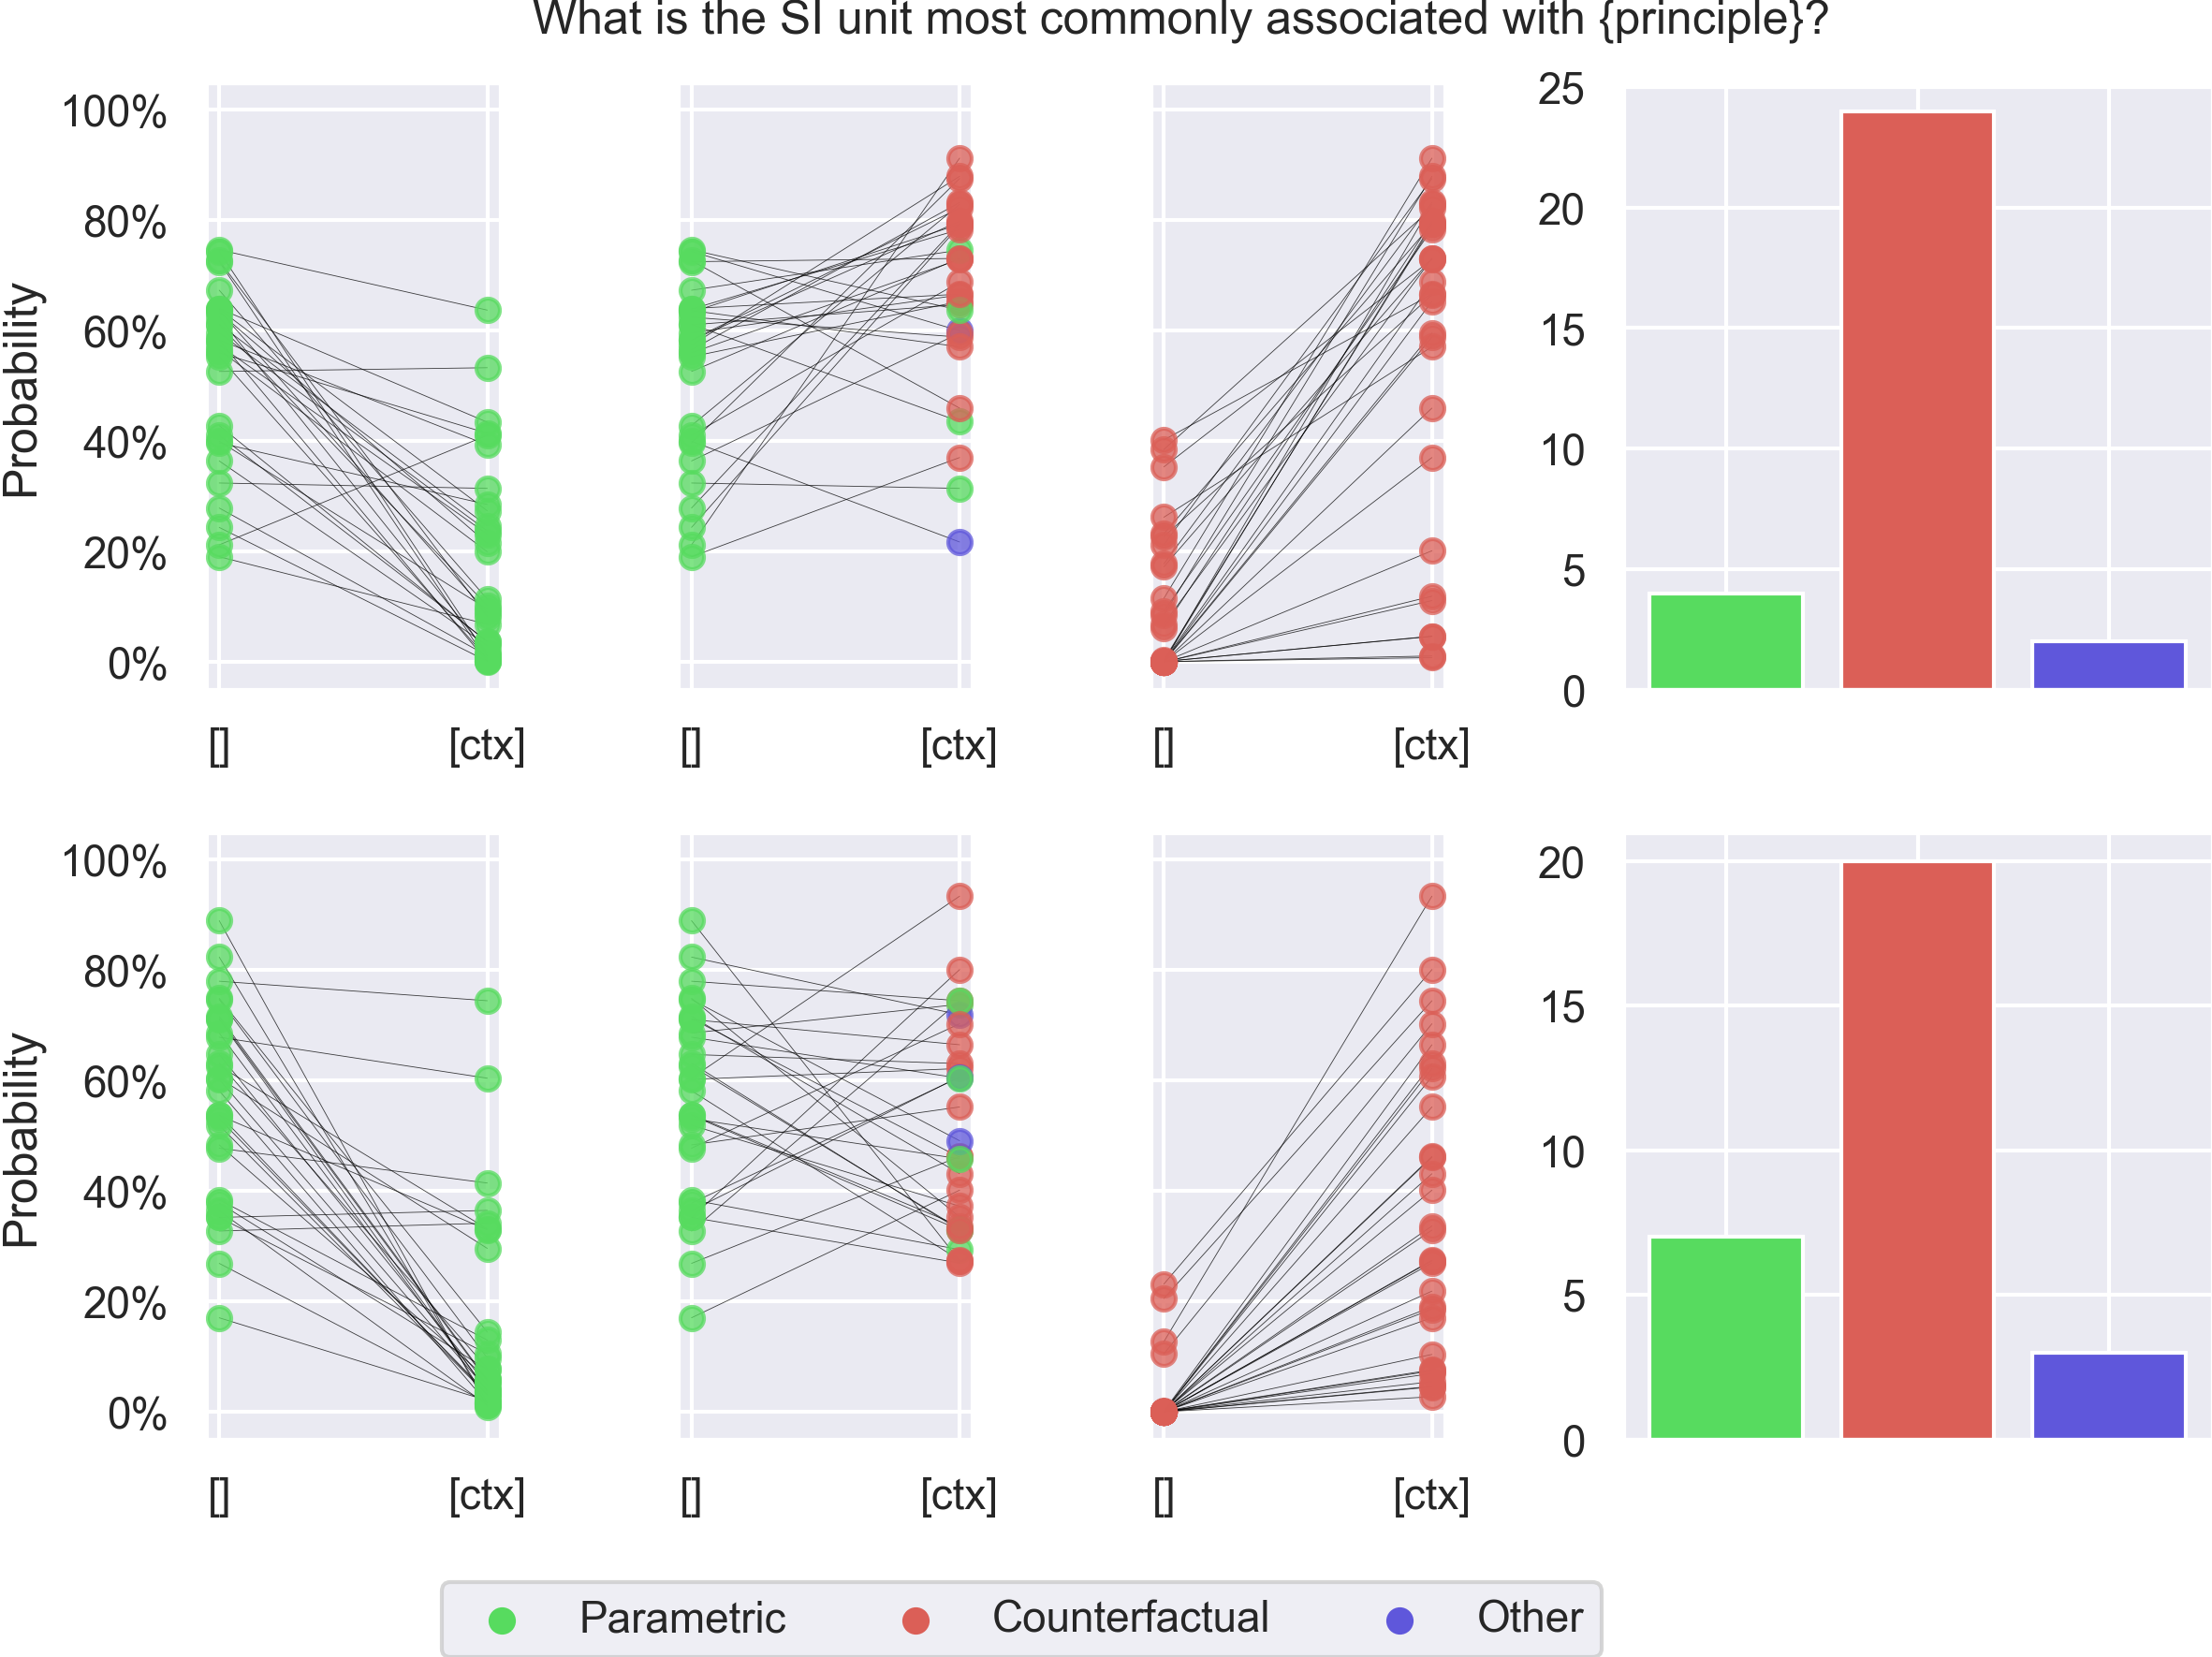 What is the SI unit most commonly associated with {principle}?
Probability
100%
80%
60%
40%
20%
0%
[]
[ctx]
[]
[ctx]
[]
[ctx]
25
20
15
10
5
0
Probability
100%
80%
60%
40%
20%
0%
[]
[ctx]
[]
[ctx]
[]
[ctx]
20
15
10
5
0
Parametric
Counterfactual
Other